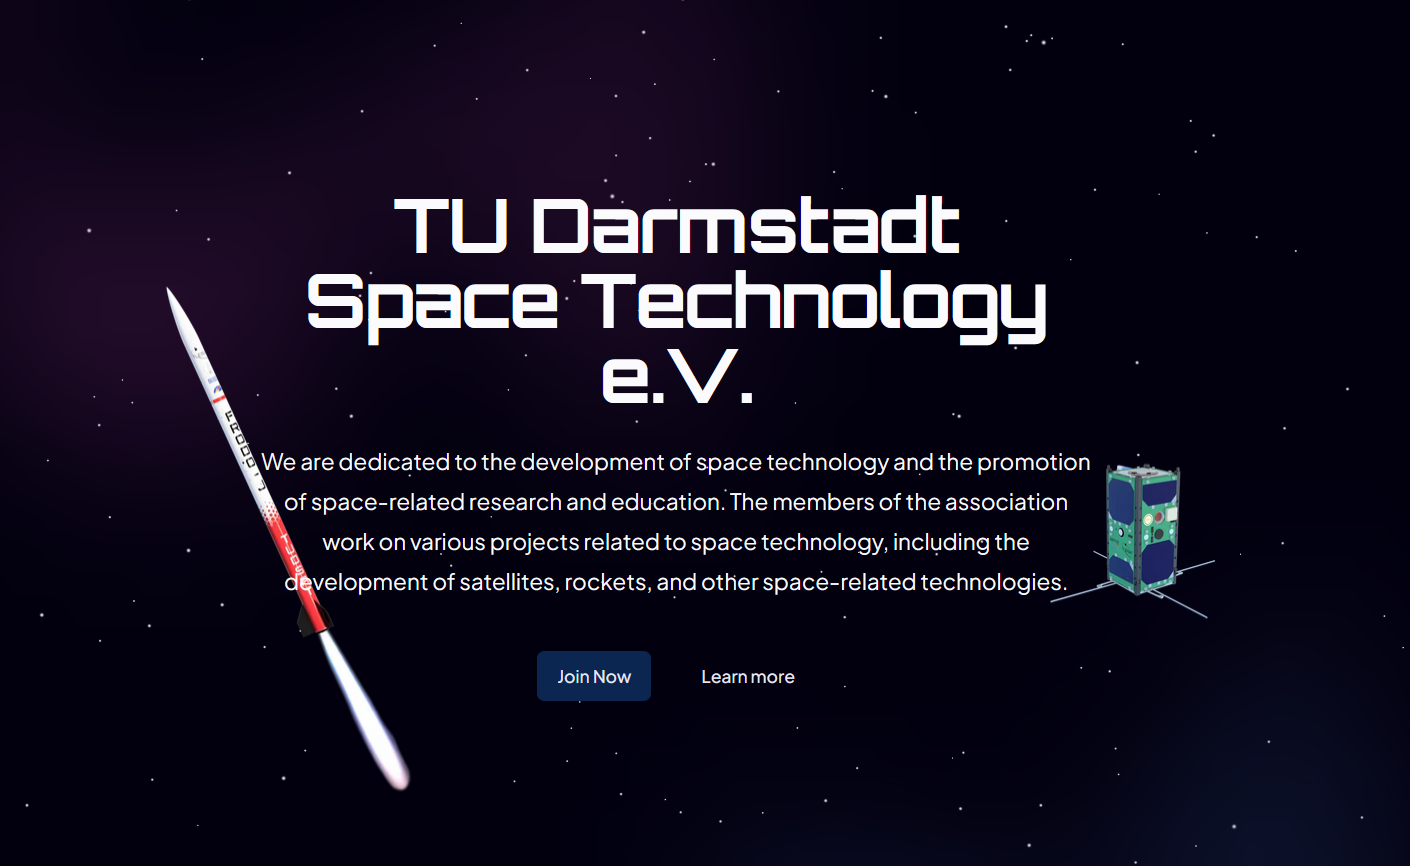 TU Darmstadt
Space Technology
e.V.
We are dedicated to the development of space technology and the promotion
of space-related research and education. The members of the association
work on various projects related to space technology, including the
development of satellites, rockets, and other space-related technologies.
Join Now
Learn more